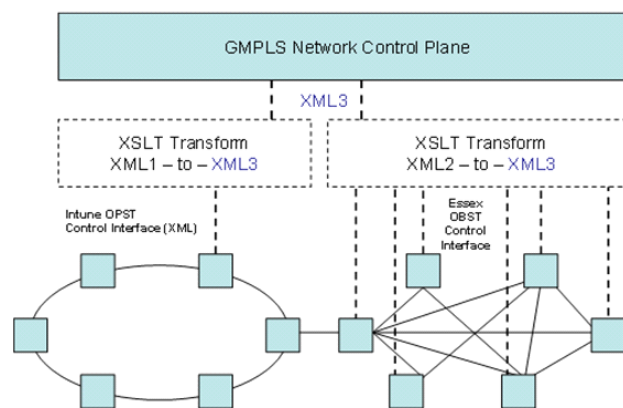 GMPLS Network Control Plane
XML3
XSLT Transform
XML1 – to – XML3
XSLT Transform
XML2 – to – XML3
Intune OPST
Control Interface (XML)
Essex
OBST
Control
Interface